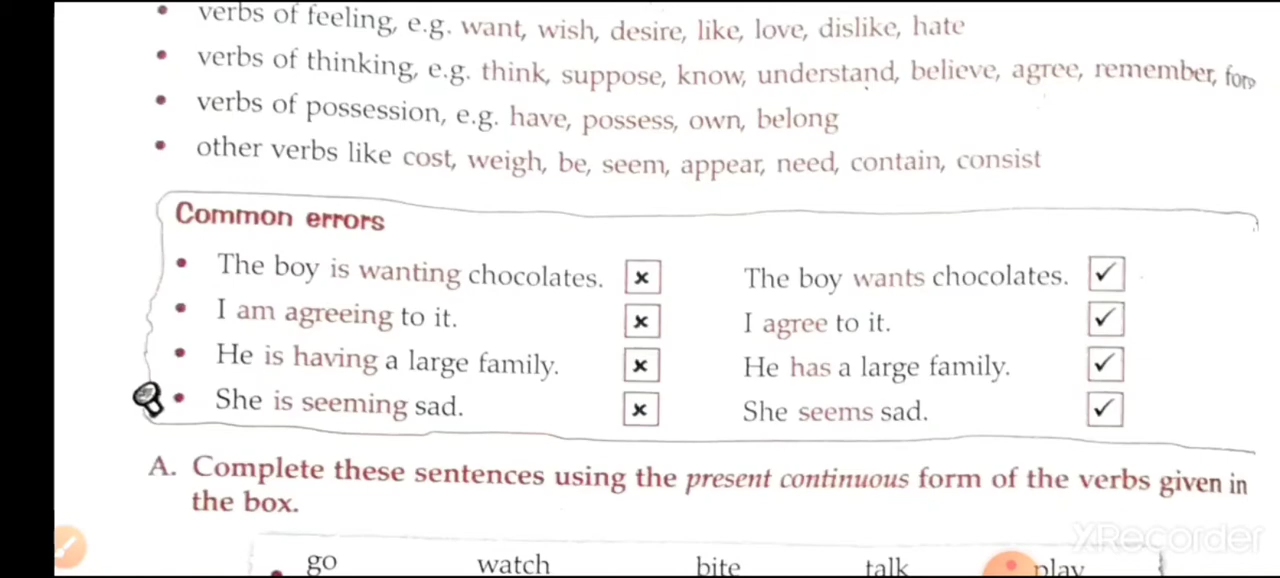 • verbs of feeling, e.g. want, wish, desire, like, love, dislike, hate
• verbs of thinking, e.g. think, suppose, know, understand, believe, agree, remember,
• verbs of possession, e.g. have, possess, own, belong
• other verbs like cost, weigh, be, seem, appear, need, contain, consist
Common errors
• The boy is wanting chocolates. × The boy wants chocolates. ✓
• I am agreeing to it. × I agree to it. ✓
• He is having a large family. × He has a large family. ✓
• She is seeming sad. × She seems sad. ✓
A. Complete these sentences using the present continuous form of the verbs given in
the box.
go watch bite talk play
XRecorder